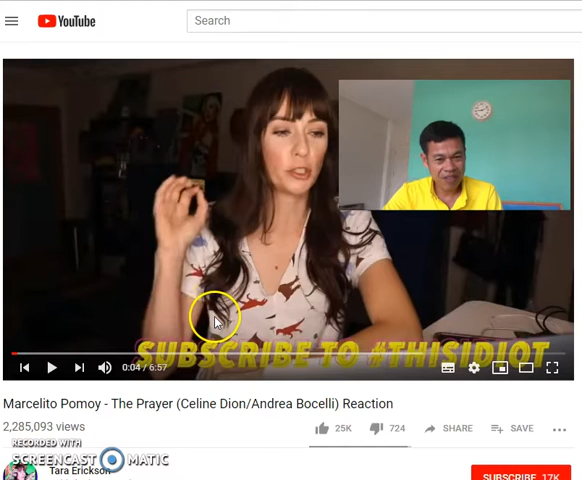 YouTube
Search
SUBSCRIBE TO #THISIDIOT
0:04 / 6:57
Marcelito Pomoy - The Prayer (Celine Dion/Andrea Bocelli) Reaction
2,285,093 views
25K
724
SHARE
SAVE
RECORDED WITH
SCREENCAST MATIC
Tara Erickson
SUBSCRIBE 17K